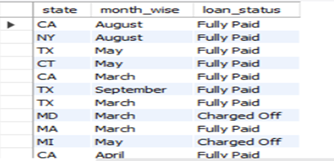 state month_wise loan_status
CA August Fully Paid
NY August Fully Paid
TX May Fully Paid
CT May Fully Paid
CA March Fully Paid
TX September Fully Paid
TX March Fully Paid
MD March Charged Off
MA March Fully Paid
MI May Charged Off
CA April Fully Paid